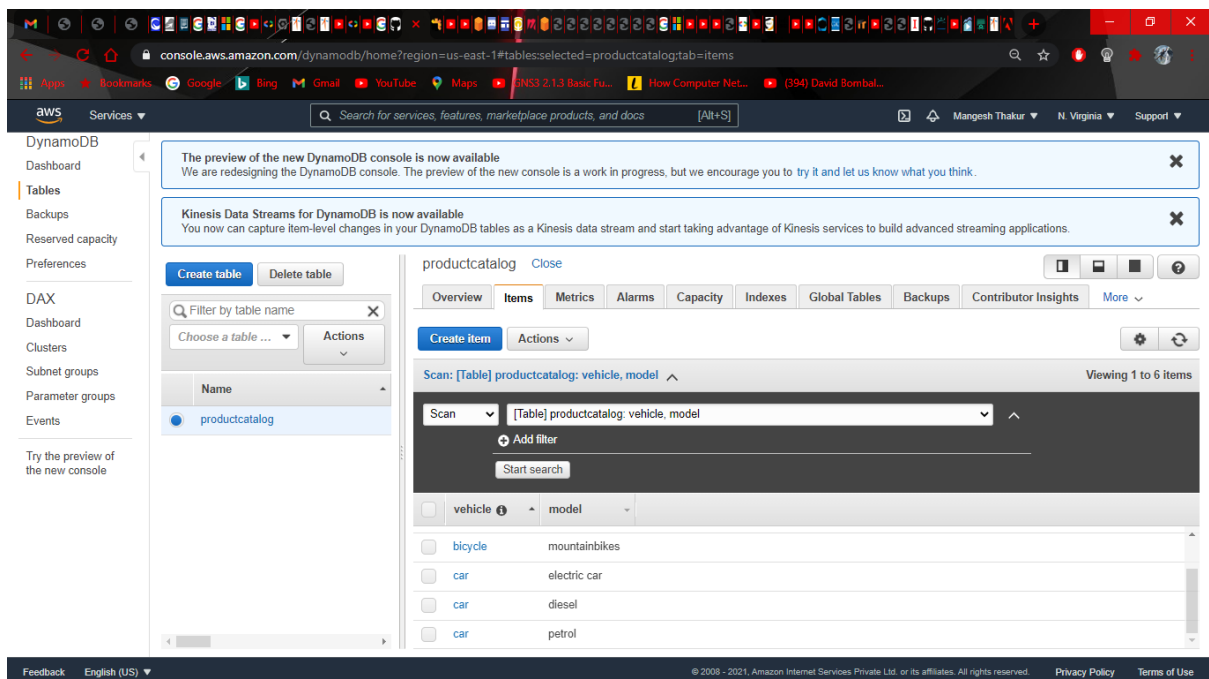 console.aws.amazon.com/dynamodb/home?region=us-east-1#tables:selected=productcatalog;tab=items
Apps Bookmarks Google Bing Gmail YouTube Maps GNS3 2.1.3 Basic Fu... How Computer Net... (394) David Bombal...
aws Services Search for services, features, marketplace products, and docs [Alt+S] Mangesh Thakur N. Virginia Support
DynamoDB
Dashboard
Tables
Backups
Reserved capacity
Preferences
DAX
Dashboard
Clusters
Subnet groups
Parameter groups
Events
Try the preview of
the new console
The preview of the new DynamoDB console is now available
We are redesigning the DynamoDB console. The preview of the new console is a work in progress, but we encourage you to try it and let us know what you think.
Kinesis Data Streams for DynamoDB is now available
You now can capture item-level changes in your DynamoDB tables as a Kinesis data stream and start taking advantage of Kinesis services to build advanced streaming applications.
Create table Delete table
Filter by table name
Choose a table ... Actions
Name
productcatalog
productcatalog Close
Overview Items Metrics Alarms Capacity Indexes Global Tables Backups Contributor Insights More
Create item Actions
Scan: [Table] productcatalog: vehicle, model Viewing 1 to 6 items
Scan [Table] productcatalog: vehicle, model
Add filter
Start search
vehicle model
bicycle mountainbikes
car electric car
car diesel
car petrol
Feedback English (US) © 2008 - 2021, Amazon Internet Services Private Ltd. or its affiliates. All rights reserved. Privacy Policy Terms of Use